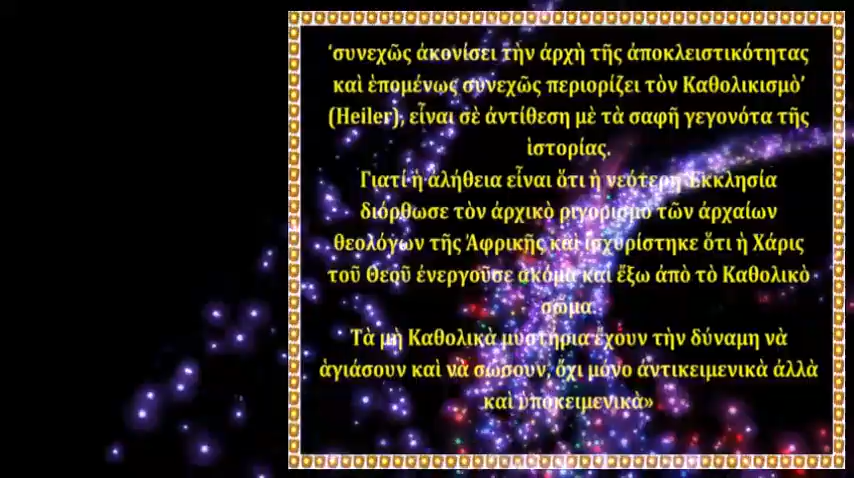 ‘συνεχῶς ἀκονίσει τὴν ἀρχὴ τῆς ἀποκλειστικότητας
καὶ ἑπομένως συνεχῶς περιορίζει τὸν Καθολικισμὸ’
(Heiler), εἶναι σὲ ἀντίθεση μὲ τὰ σαφῆ γεγονότα τῆς
ἱστορίας.
Γιατί ἡ ἀλήθεια εἶναι ὅτι ἡ νεότερη Ἐκκλησία
διόρθωσε τὸν ἀρχικὸ ριγορισμὸ τῶν ἀρχαίων
θεολόγων τῆς Ἀφρικῆς καὶ ἰσχυρίστηκε ὅτι ἡ Χάρις
τοῦ Θεοῦ ἐνεργοῦσε ἀκόμα καὶ ἔξω ἀπὸ τὸ Καθολικὸ
σῶμα.
Τὰ μὴ Καθολικὰ μυστήρια ἔχουν τὴν δύναμη νὰ
ἁγιάσουν καὶ νὰ σώσουν, ὄχι μόνο ἀντικειμενικὰ ἀλλὰ
καὶ ὑποκειμενικὰ»